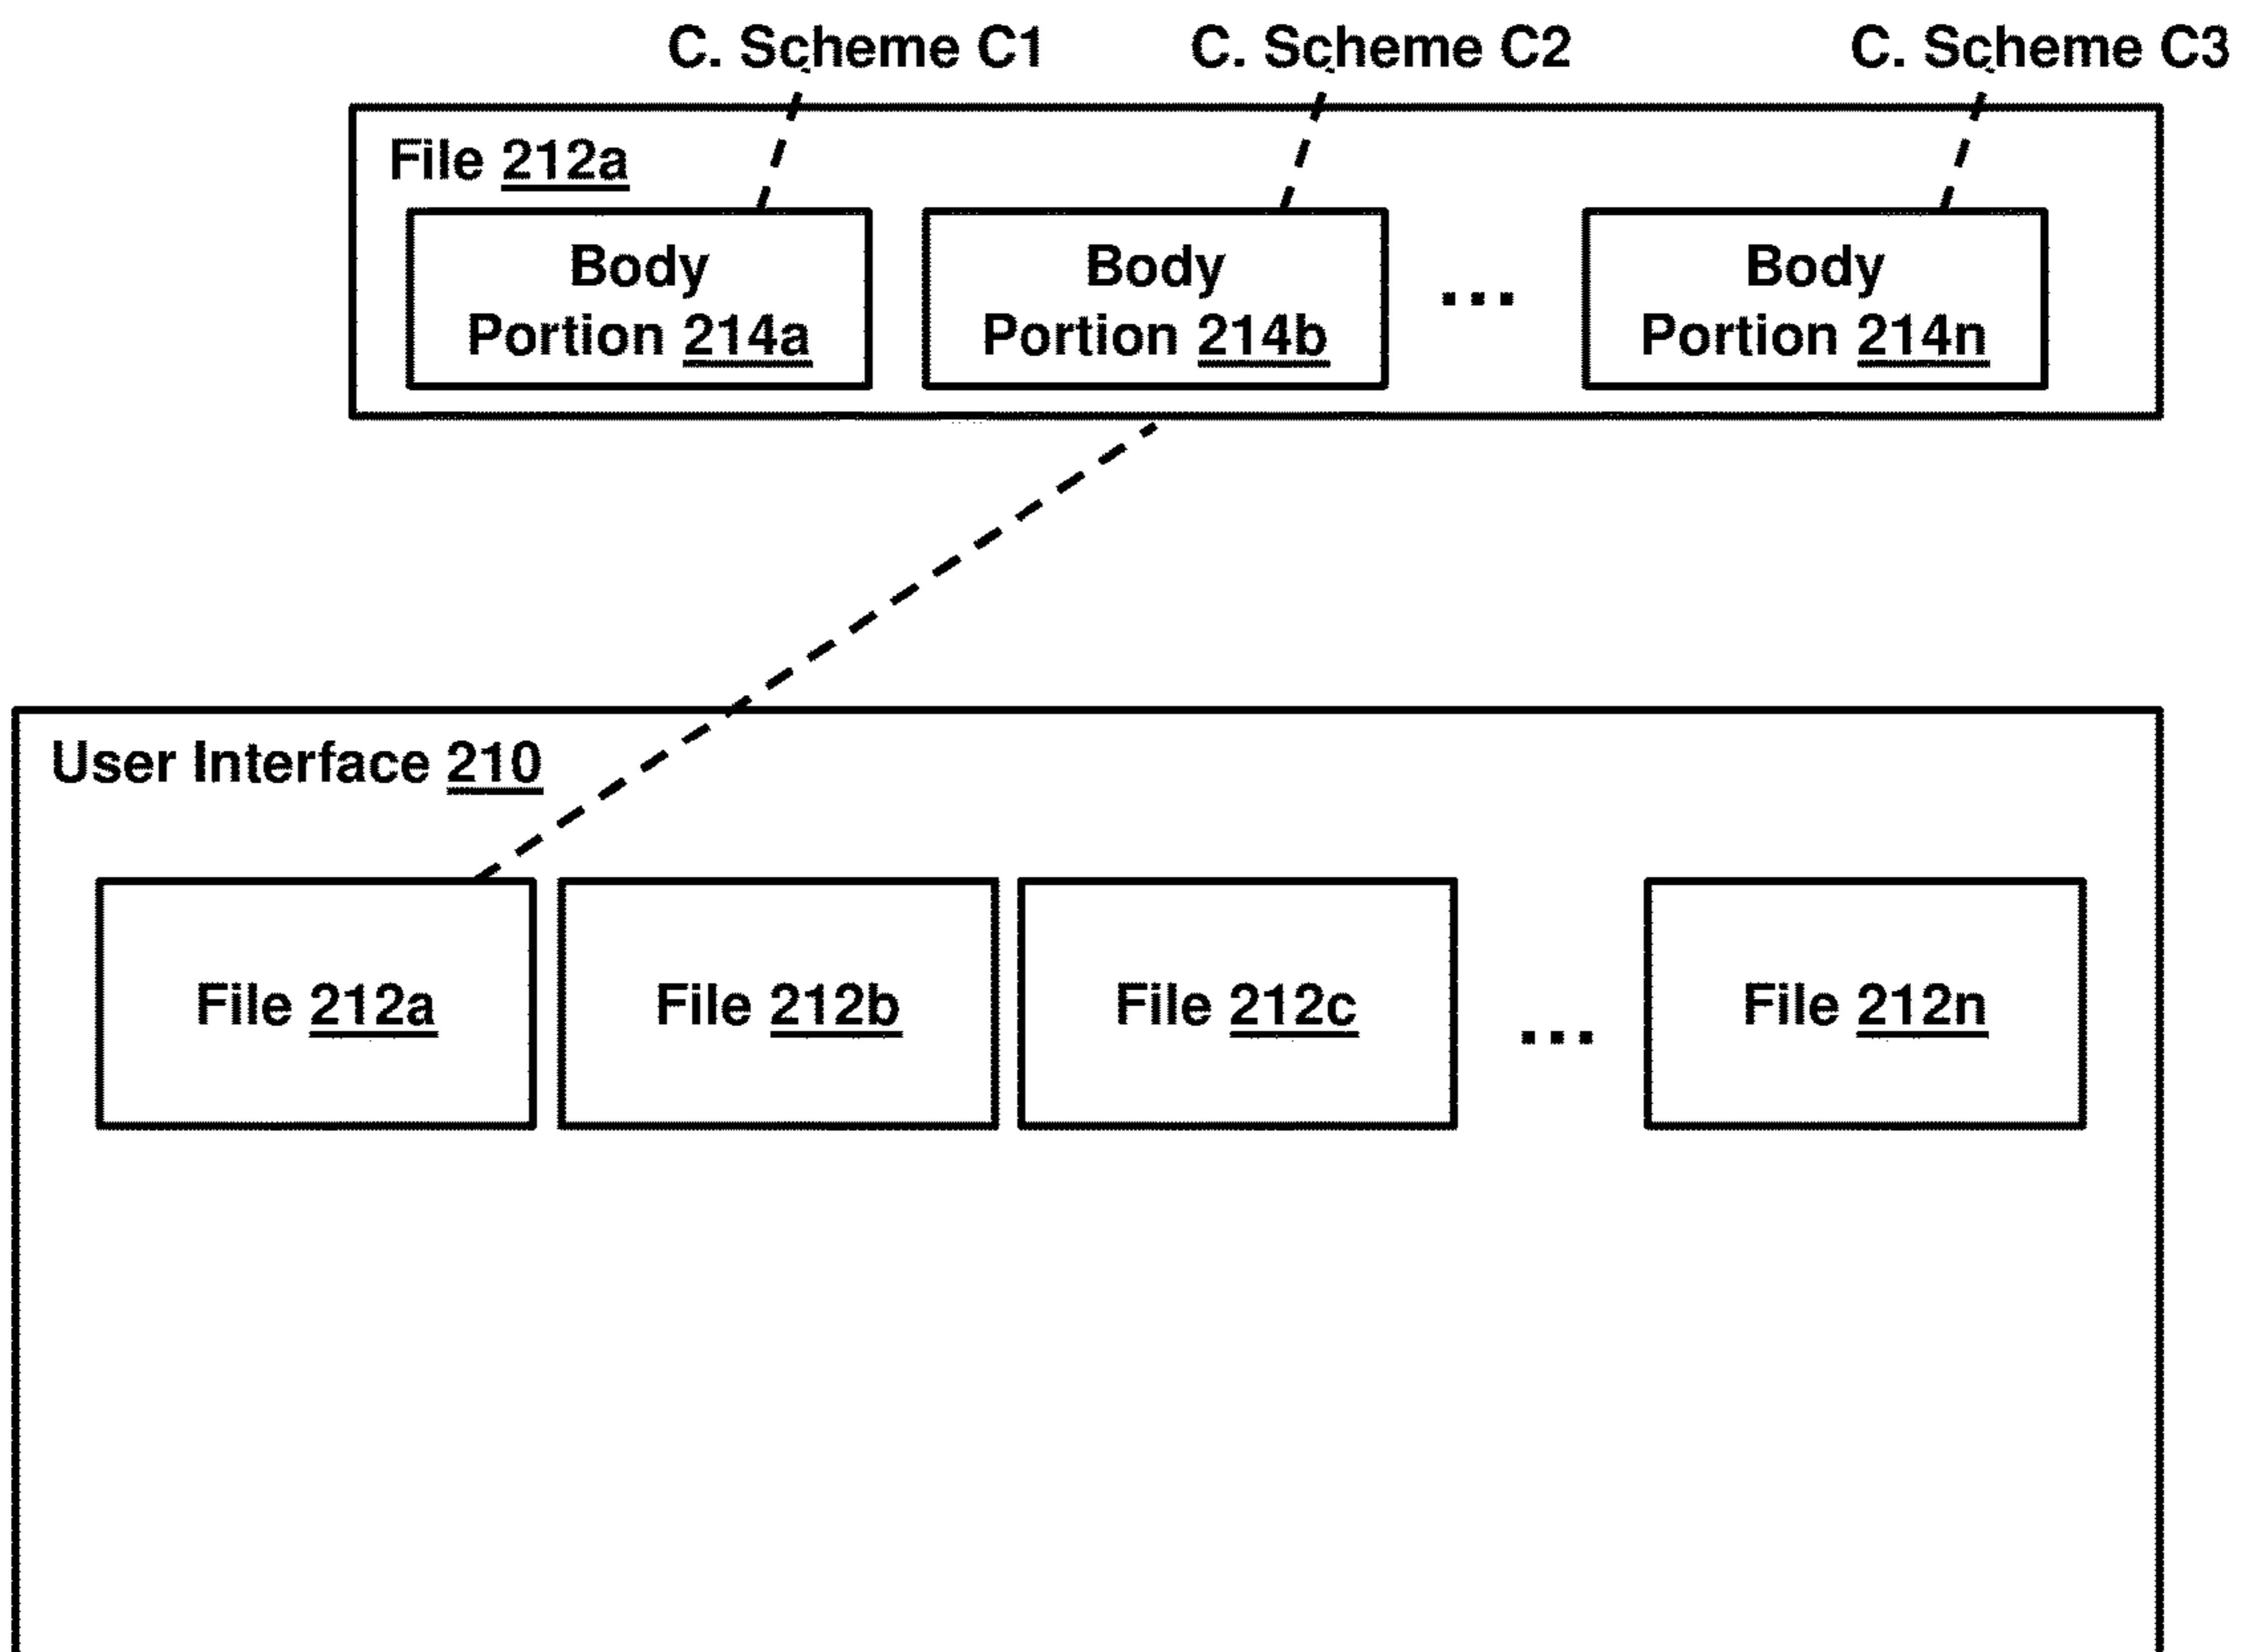 C. Scheme C1 C. Scheme C2 C. Scheme C3
File 212a
Body Body Body
Portion 214a Portion 214b ... Portion 214n
User Interface 210
File 212a File 212b File 212c ... File 212n